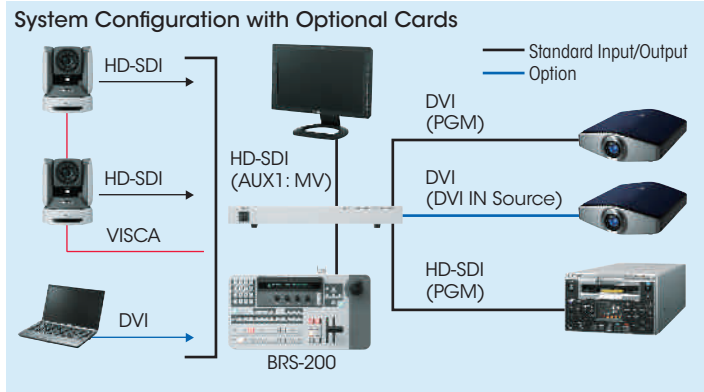 System Configuration with Optional Cards
Standard Input/Output
Option
HD-SDI
HD-SDI
VISCA
DVI
HD-SDI
(AUX1: MV)
BRS-200
DVI
(PGM)
DVI
(DVI IN Source)
HD-SDI
(PGM)